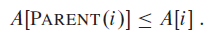 A[PARENT(i)] ≤ A[i] .